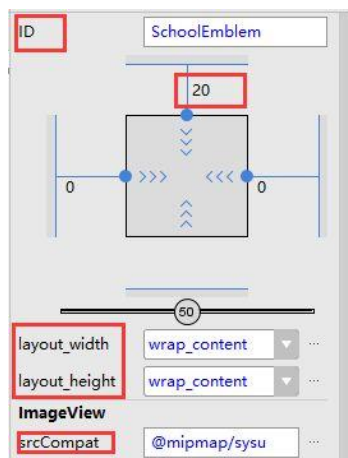 ID SchoolEmblem
20
0 0
50
layout_width wrap_content ...
layout_height wrap_content ...
ImageView
srcCompat @mipmap/sysu ...